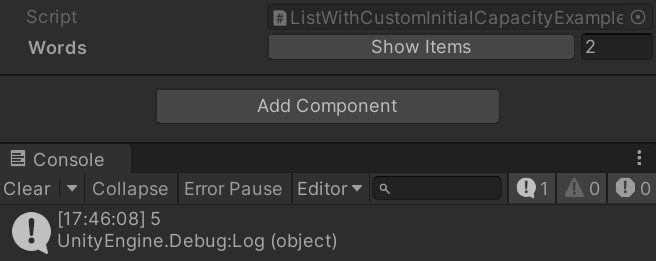 Script ListWithCustomInitialCapacityExample
Words Show Items 2
Add Component
Console
Clear Collapse Error Pause Editor 1 0 0
[17:46:08] 5
UnityEngine.Debug:Log (object)